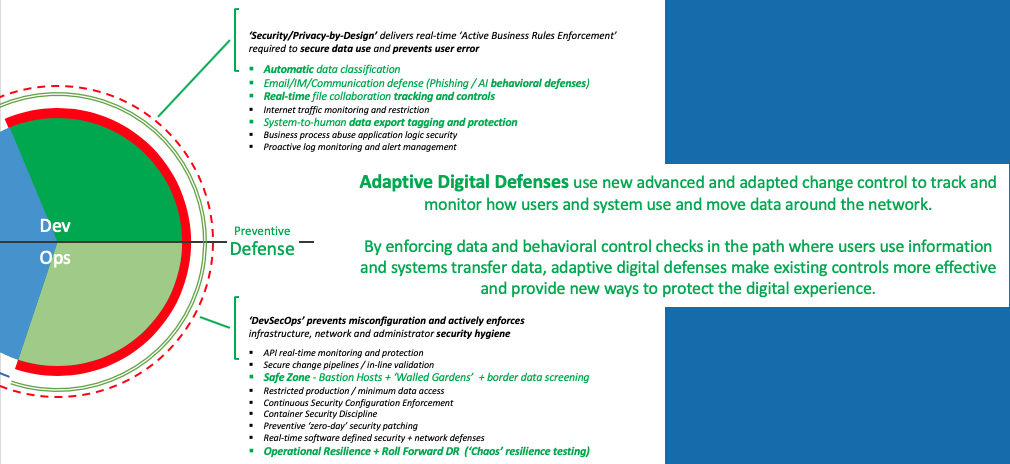 ‘Security/Privacy-by-Design’ delivers real-time ‘Active Business Rules Enforcement’
required to secure data use and prevents user error
Automatic data classification
Email/IM/Communication defense (Phishing / AI behavioral defenses)
Real-time file collaboration tracking and controls
Internet traffic monitoring and restriction
System-to-human data export tagging and protection
Business process abuse application logic security
Proactive log monitoring and alert management
Adaptive Digital Defenses use new advanced and adapted change control to track and
monitor how users and system use and move data around the network.
By enforcing data and behavioral control checks in the path where users use information
and systems transfer data, adaptive digital defenses make existing controls more effective
and provide new ways to protect the digital experience.
Dev
Ops
Preventive
Defense
‘DevSecOps’ prevents misconfiguration and actively enforces
infrastructure, network and administrator security hygiene
API real-time monitoring and protection
Secure change pipelines / in-line validation
Safe Zone - Bastion Hosts + ‘Walled Gardens’ + border data screening
Restricted production / minimum data access
Continuous Security Configuration Enforcement
Container Security Discipline
Preventive ‘zero-day’ security patching
Real-time software defined security + network defenses
Operational Resilience + Roll Forward DR (‘Chaos’ resilience testing)